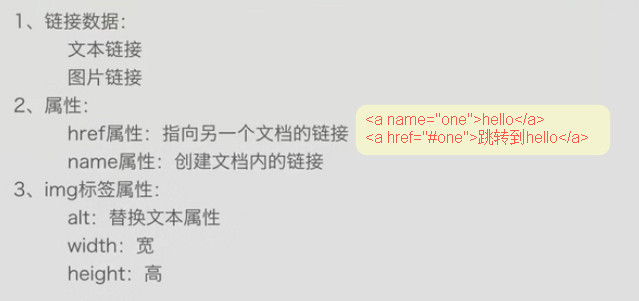 1、链接数据：
文本链接
图片链接
2、属性：
href属性：指向另一个文档的链接
name属性：创建文档内的链接
<a name="one">hello</a>
<a href="#one">跳转到hello</a>
3、img标签属性：
alt：替换文本属性
width：宽
height：高